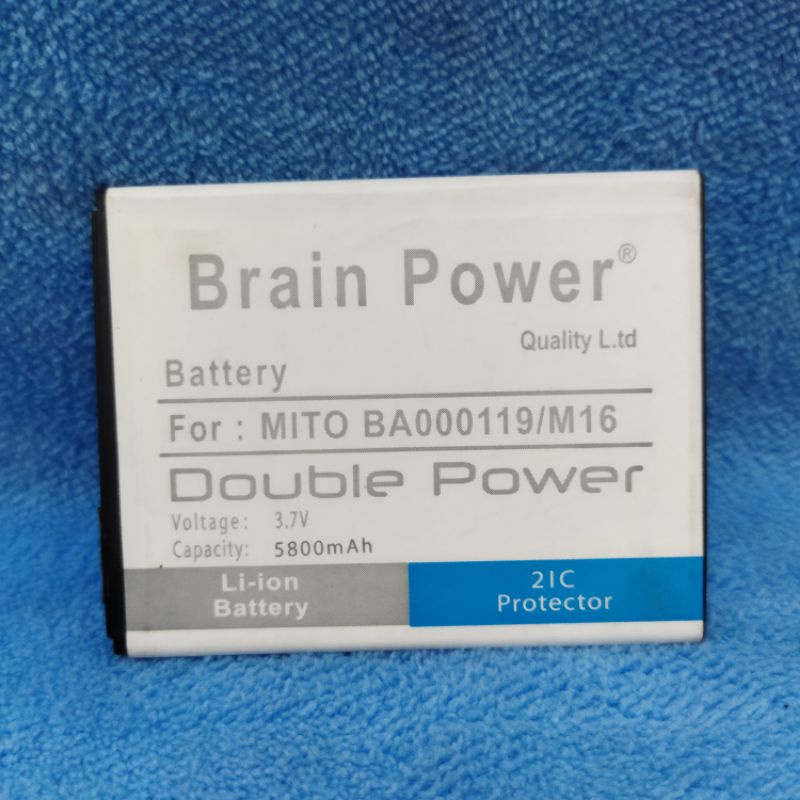 Brain Power®
Quality L.td
Battery
For : MITO BA000119/M16
Double Power
Voltage: 3.7V
Capacity: 5800mAh
Li-ion
Battery
2IC
Protector